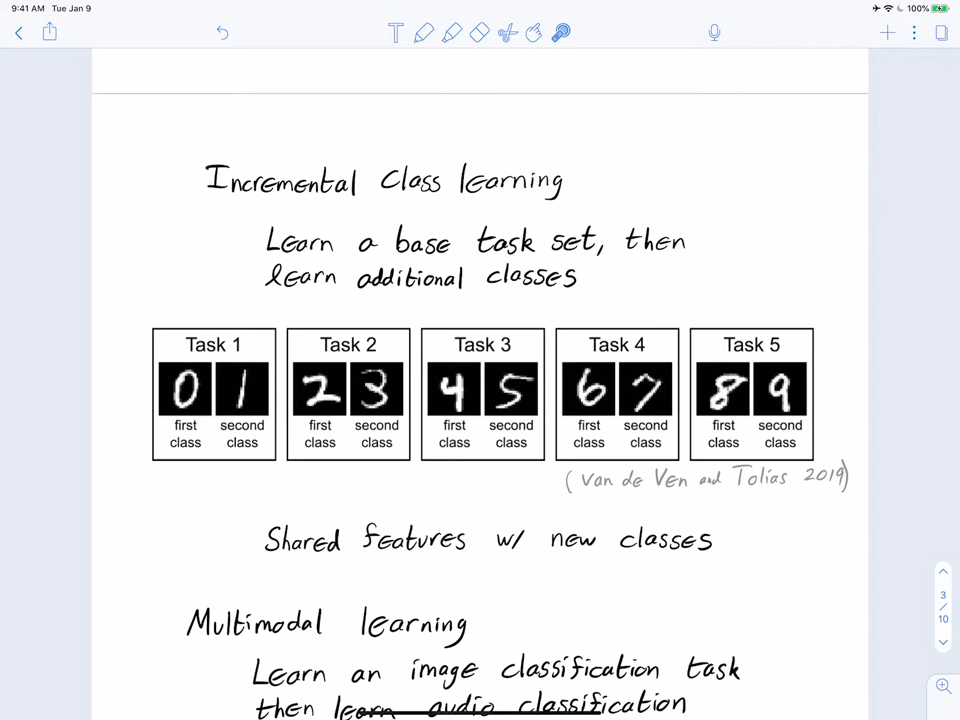 9:41 AM Tue Jan 9
100%
Incremental Class learning
Learn a base task set, then
learn additional classes
Task 1 Task 2 Task 3 Task 4 Task 5
0 1 2 3 4 5 6 7 8 9
first second first second first second first second first second
class class class class class class class class class class
(van de Ven and Tolias 2019)
Shared features w/ new classes
3
/
10
Multimodal learning
Learn an image classification task
then learn audio classification